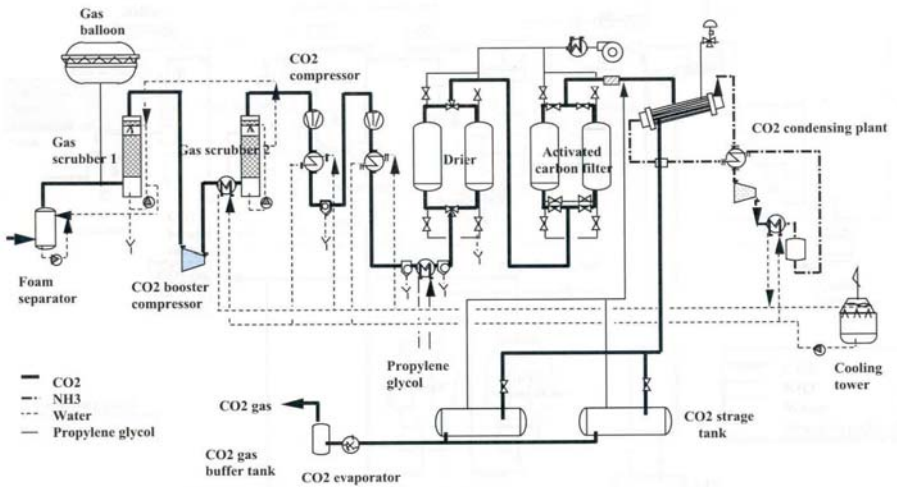 Gas
balloon
CO2
compressor
Gas
scrubber 1
Gas scrubber 2
Drier
Activated
carbon filter
CO2 condensing plant
Foam
separator
CO2 booster
compressor
Propylene
glycol
Cooling
tower
CO2
NH3
Water
Propylene glycol
CO2 gas
CO2 gas
buffer tank
CO2 evaporator
CO2 strage
tank